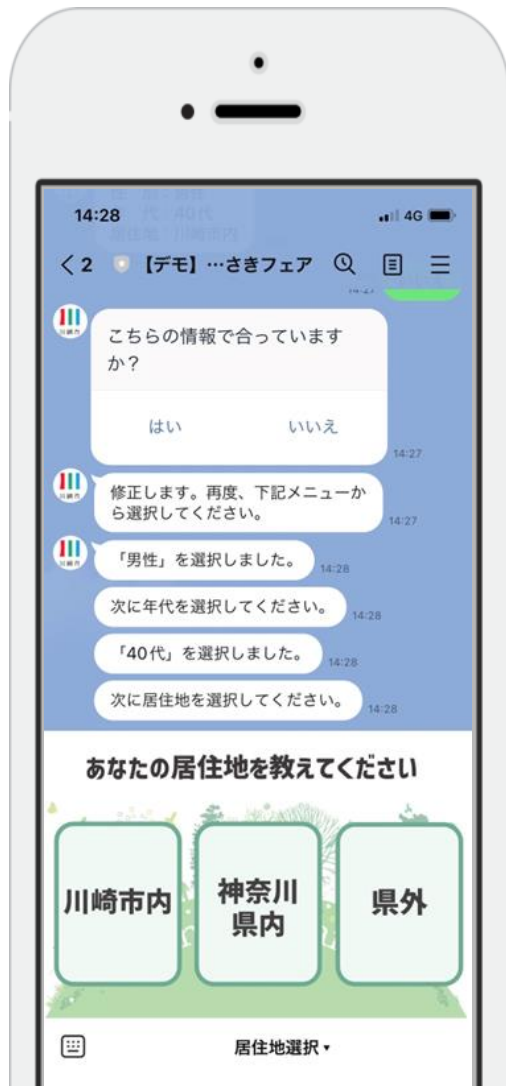 14:28
4G
2
【デモ】…さきフェア
川崎市
こちらの情報で合っています
か？
はい
いいえ
14:27
修正します。再度、下記メニューか
ら選択してください。
14:27
「男性」を選択しました。
14:28
次に年代を選択してください。
14:28
「40代」を選択しました。
14:28
次に居住地を選択してください。
14:28
あなたの居住地を教えてください
川崎市内
神奈川
県内
県外
居住地選択▾